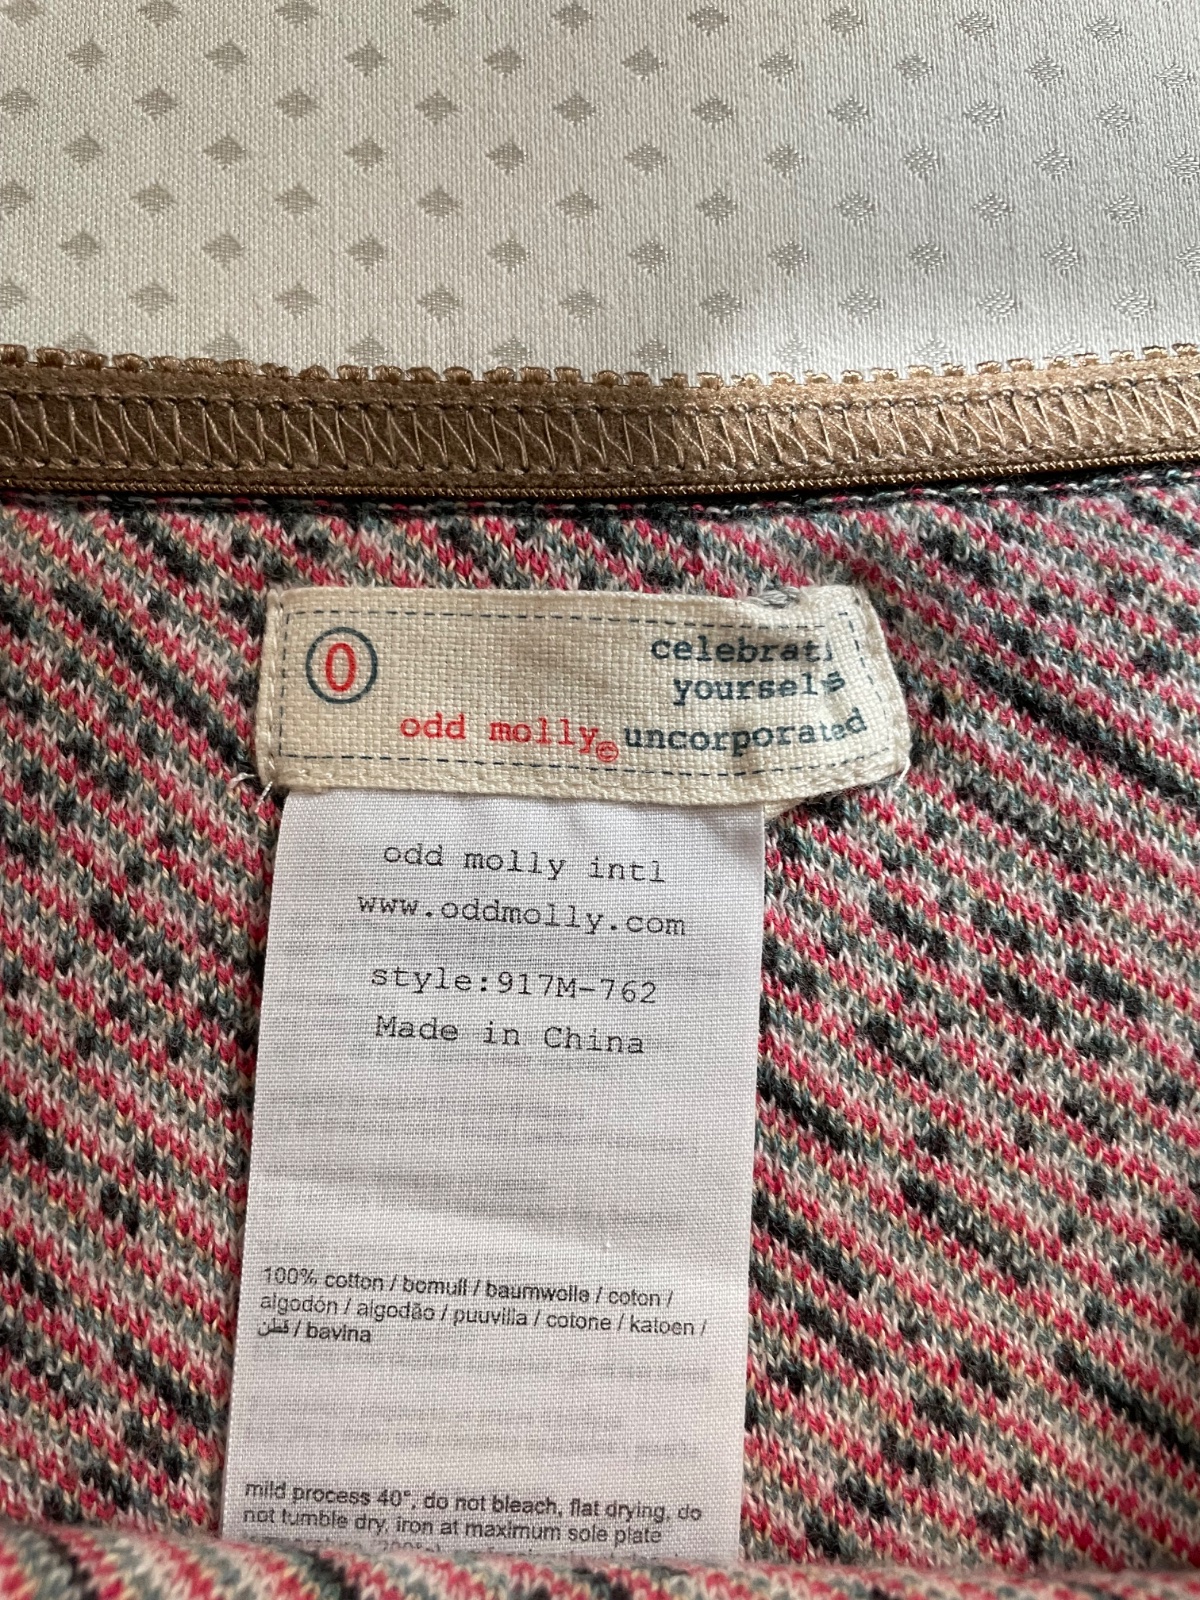 0
celebrati
yourself
odd molly© uncorporated
odd molly intl
www.oddmolly.com
style:917M-762
Made in China
100% cotton / bomull / baumwolle / coton /
algodón / algodão / puuvilla / cotone / katoen /
قطن / bavlna
mild process 40°, do not bleach, flat drying, do
not tumble dry, iron at maximum sole plate